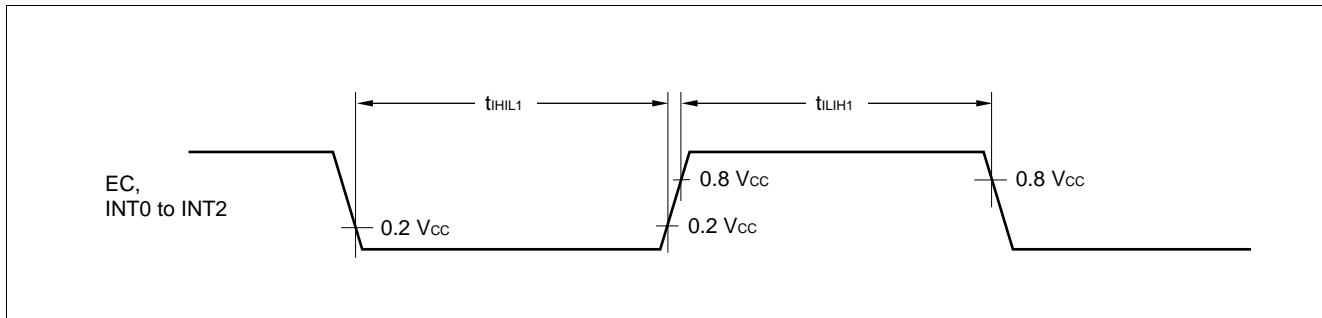 tIHIL1
tILIH1
EC,
INT0 to INT2
0.8 VCC
0.8 VCC
0.2 VCC
0.2 VCC